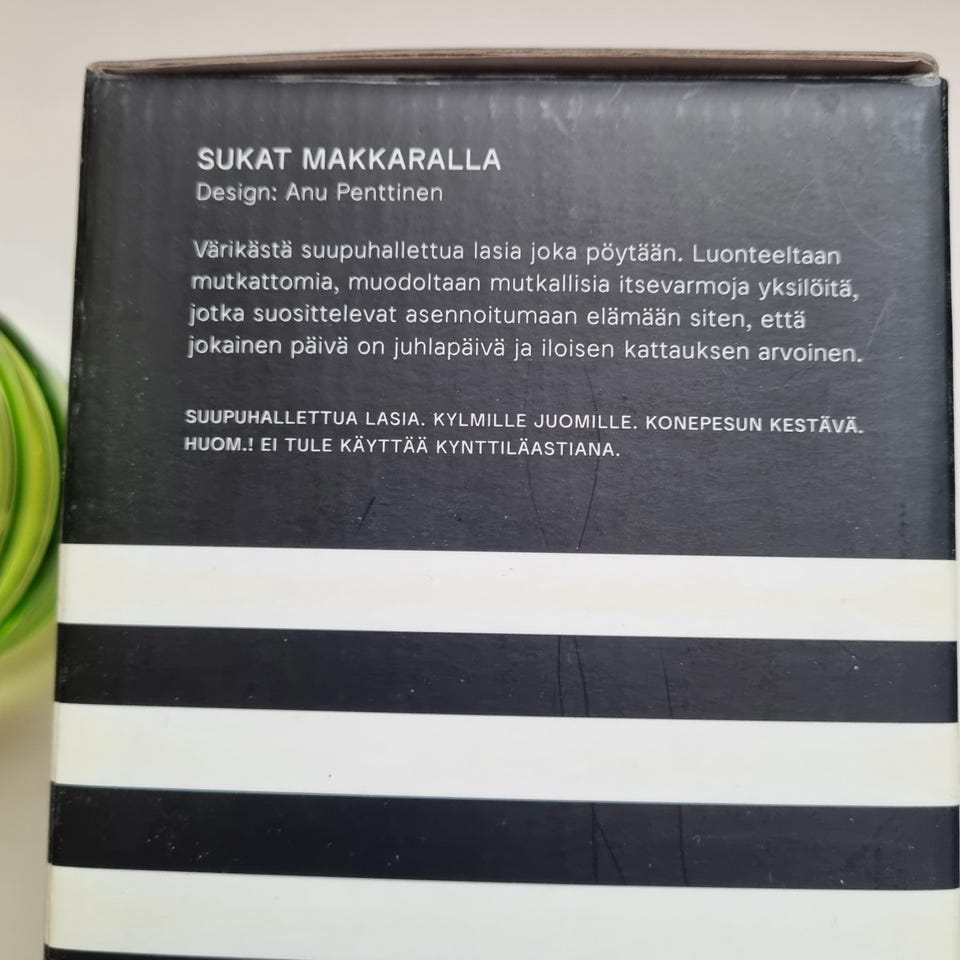 SUKAT MAKKARALLA
Design: Anu Penttinen
Värikästä suupuhallettua lasia joka pöytään. Luonteeltaan
mutkattomia, muodoltaan mutkallisia itsevarmoja yksilöitä,
jotka suosittelevat asennoitumaan elämään siten, että
jokainen päivä on juhlapäivä ja iloisen kattauksen arvoinen.
SUUPUHALLETTUA LASIA. KYLMILLE JUOMILLE. KONEPESUN KESTÄVÄ.
HUOM.! EI TULE KÄYTTÄÄ KYNTTILÄASTIANA.